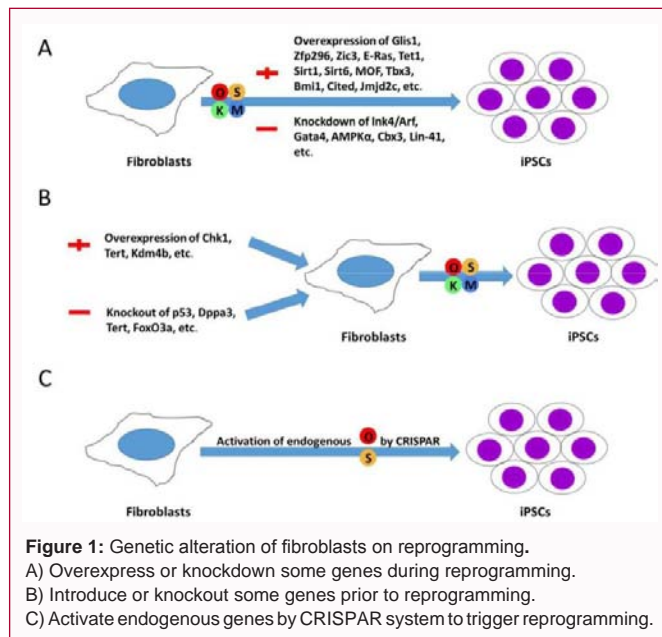 A
Overexpression of Glis1,
Zfp296, Zic3, E-Ras, Tet1,
Sirt1, Sirt6, MOF, Tbx3,
Bmi1, Cited, Jmjd2c, etc.
O S
K M
Knockdown of Ink4/Arf,
Gata4, AMPKα, Cbx3, Lin-41,
etc.
Fibroblasts
iPSCs
B
Overexpression of Chk1,
Tert, Kdm4b, etc.
O S
K M
Knockout of p53, Dppa3,
Tert, FoxO3a, etc.
Fibroblasts
iPSCs
C
Activation of endogenous O by CRISPAR
S
Fibroblasts
iPSCs
Figure 1: Genetic alteration of fibroblasts on reprogramming.
A) Overexpress or knockdown some genes during reprogramming.
B) Introduce or knockout some genes prior to reprogramming.
C) Activate endogenous genes by CRISPAR system to trigger reprogramming.